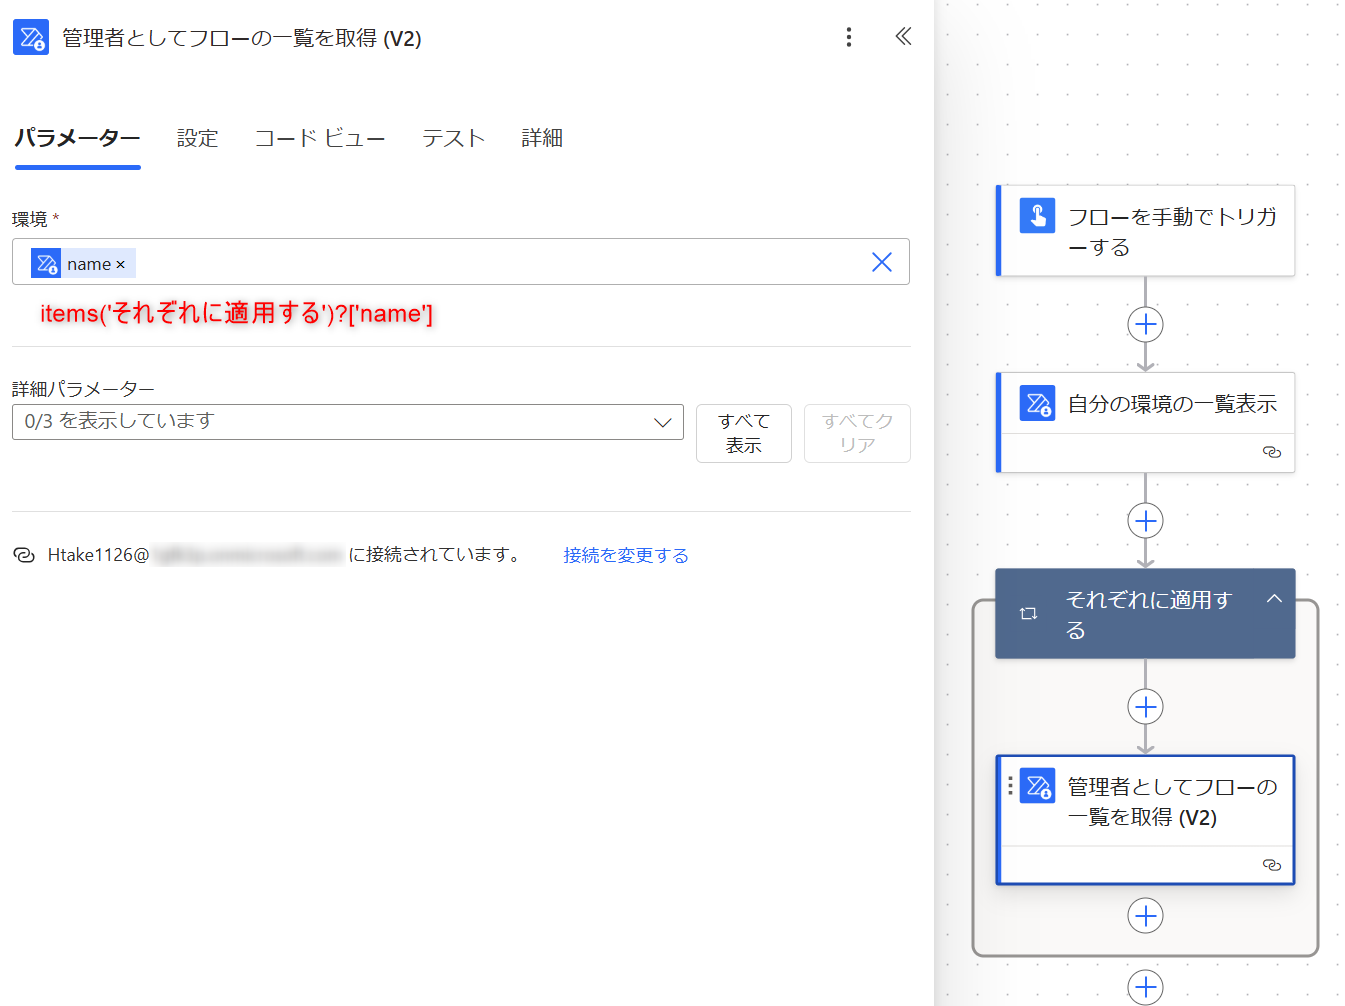 管理者としてフローの一覧を取得 (V2)
パラメーター 設定 コード ビュー テスト 詳細
環境 *
name ×
items('それぞれに適用する')?['name']
詳細パラメーター
0/3 を表示しています
すべて
表示
すべてク
リア
Htake1126@ に接続されています。 接続を変更する
フローを手動でトリガ
ーする
自分の環境の一覧表示
それぞれに適用す
る
管理者としてフローの
一覧を取得 (V2)